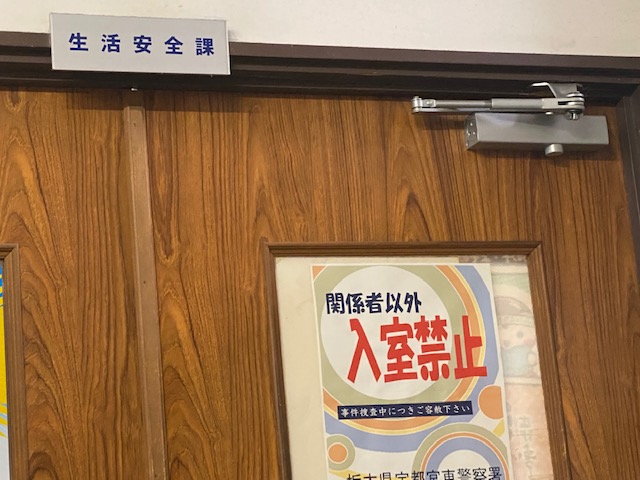 生活安全課
関係者以外
入室禁止
事件捜査中につきご容赦下さい
栃木県宇都宮東警察署